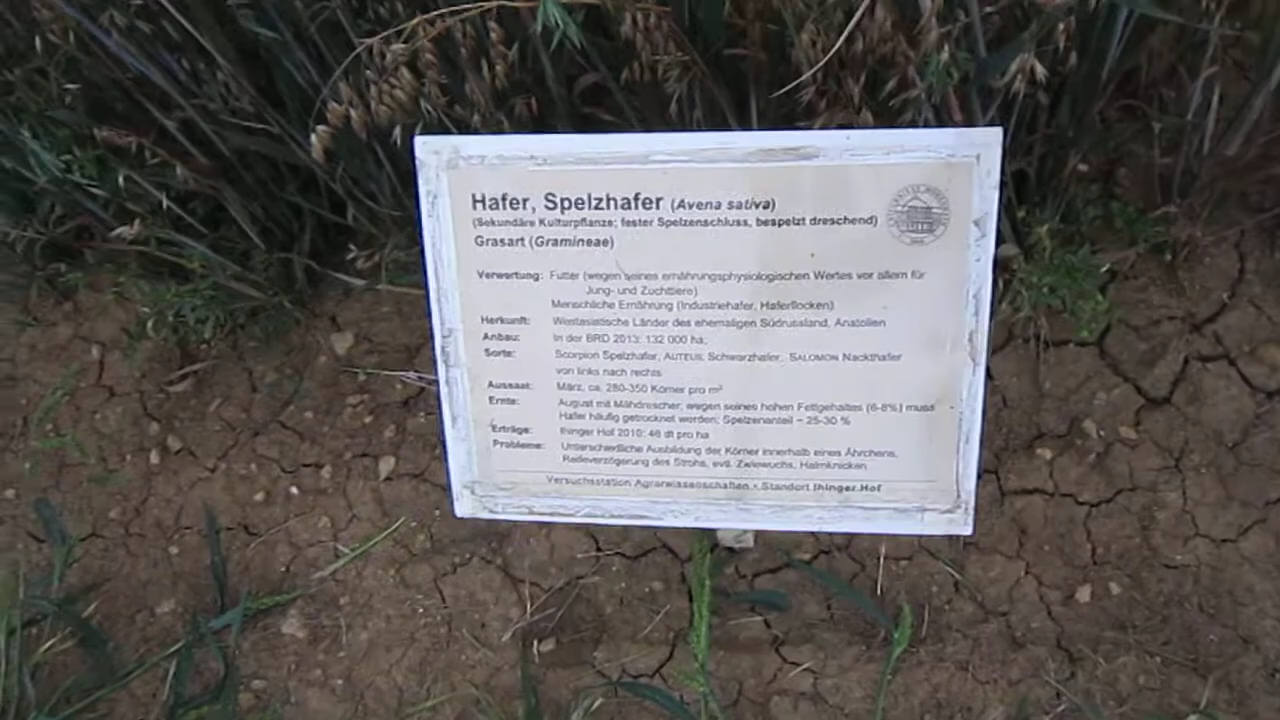 Hafer, Spelzhafer (Avena sativa)
(Sekundäre Kulturpflanze; fester Spelzenschluss, bespelzt dreschend)
Grasart (Gramineae)
Verwertung: Futter (wegen seines ernährungsphysiologischen Wertes vor allem für
Jung- und Zuchttiere)
Menschliche Ernährung (Industriehafer, Haferflocken)
Herkunft: Westasiatische Länder des ehemaligen Südrussland, Anatolien
Anbau: In der BRD 2013: 132 000 ha;
Sorte: Scorpion Spelzhafer, AUTEUIL Schwarzhafer, SALOMON Nackthafer
von links nach rechts
Aussaat: März, ca. 280-350 Körner pro m²
Ernte: August mit Mähdrescher; wegen seines hohen Fettgehaltes (6-8%) muss
Hafer häufig getrocknet werden; Spelzenanteil ~ 25-30 %
Erträge: Ihinger Hof 2010: 46 dt pro ha
Probleme: Unterschiedliche Ausbildung der Körner innerhalb eines Ährchens,
Reifeverzögerung des Strohs, evtl. Zwiewuchs, Halmknicken
Versuchsstation Agrarwissenschaften • Standort Ihinger Hof